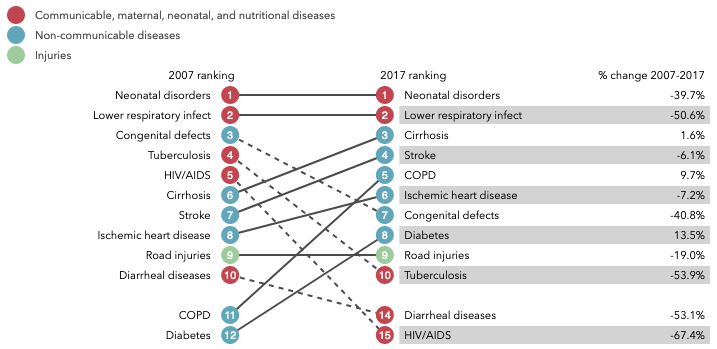 Communicable, maternal, neonatal, and nutritional diseases
Non-communicable diseases
Injuries
2007 ranking 2017 ranking % change 2007-2017
Neonatal disorders 1 1 Neonatal disorders -39.7%
Lower respiratory infect 2 2 Lower respiratory infect -50.6%
Congenital defects 3 3 Cirrhosis 1.6%
Tuberculosis 4 4 Stroke -6.1%
HIV/AIDS 5 5 COPD 9.7%
Cirrhosis 6 6 Ischemic heart disease -7.2%
Stroke 7 7 Congenital defects -40.8%
Ischemic heart disease 8 8 Diabetes 13.5%
Road injuries 9 9 Road injuries -19.0%
Diarrheal diseases 10 10 Tuberculosis -53.9%
COPD 11 14 Diarrheal diseases -53.1%
Diabetes 12 15 HIV/AIDS -67.4%